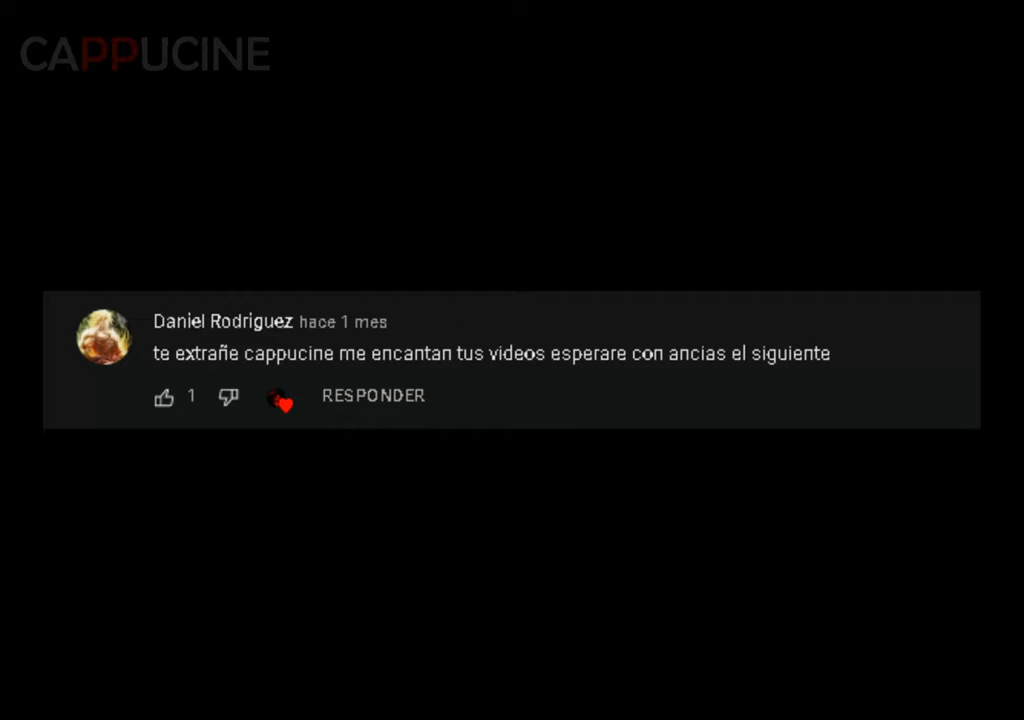 CAPPUCINE
Daniel Rodriguez hace 1 mes
te extrañe cappucine me encantan tus videos esperare con ancias el siguiente
1 RESPONDER